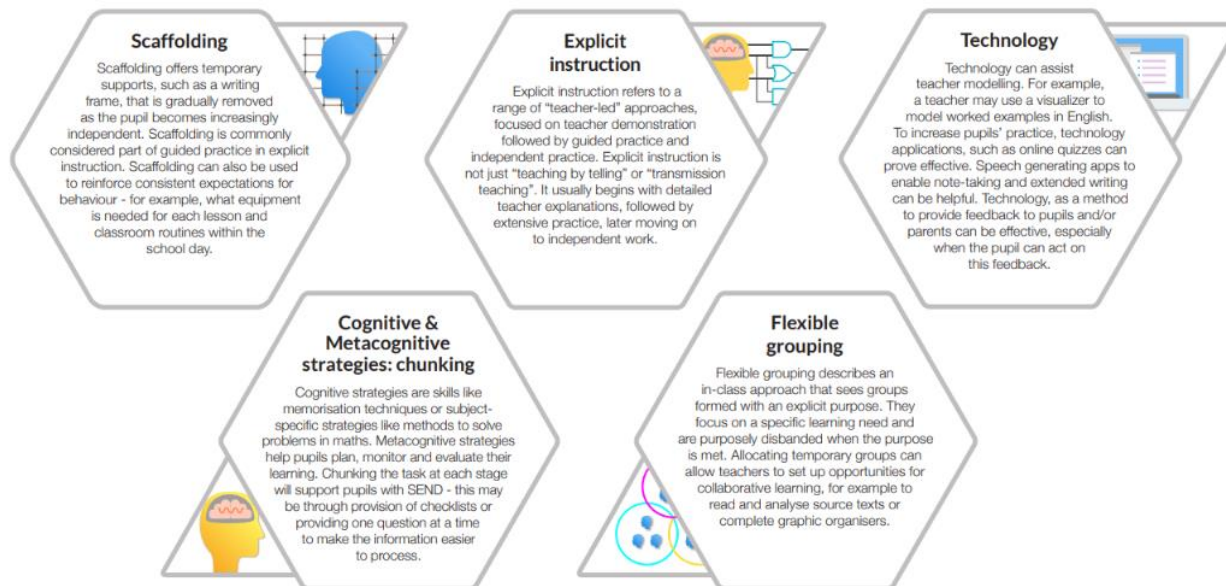 Scaffolding
Scaffolding offers temporary
supports, such as a writing
frame, that is gradually removed
as the pupil becomes increasingly
independent. Scaffolding is commonly
considered part of guided practice in explicit
instruction. Scaffolding can also be used
to reinforce consistent expectations for
behaviour - for example, what equipment
is needed for each lesson and
classroom routines within the
school day.
Explicit
instruction
Explicit instruction refers to a
range of “teacher-led” approaches,
focused on teacher demonstration
followed by guided practice and
independent practice. Explicit instruction is
not just “teaching by telling” or “transmission
teaching”. It usually begins with detailed
teacher explanations, followed by
extensive practice, later moving on
to independent work.
Technology
Technology can assist
teacher modelling. For example,
a teacher may use a visualizer to
model worked examples in English.
To increase pupils’ practice, technology
applications, such as online quizzes can
prove effective. Speech generating apps to
enable note-taking and extended writing
can be helpful. Technology, as a method
to provide feedback to pupils and/or
parents can be effective, especially
when the pupil can act on
this feedback.
Cognitive &
Metacognitive
strategies: chunking
Cognitive strategies are skills like
memorisation techniques or subject-
specific strategies like methods to solve
problems in maths. Metacognitive strategies
help pupils plan, monitor and evaluate their
learning. Chunking the task at each stage
will support pupils with SEND - this may
be through provision of checklists or
providing one question at a time
to make the information easier
to process.
Flexible
grouping
Flexible grouping describes an
in-class approach that sees groups
formed with an explicit purpose. They
focus on a specific learning need and
are purposely disbanded when the purpose
is met. Allocating temporary groups can
allow teachers to set up opportunities for
collaborative learning, for example to
read and analyse source texts or
complete graphic organisers.